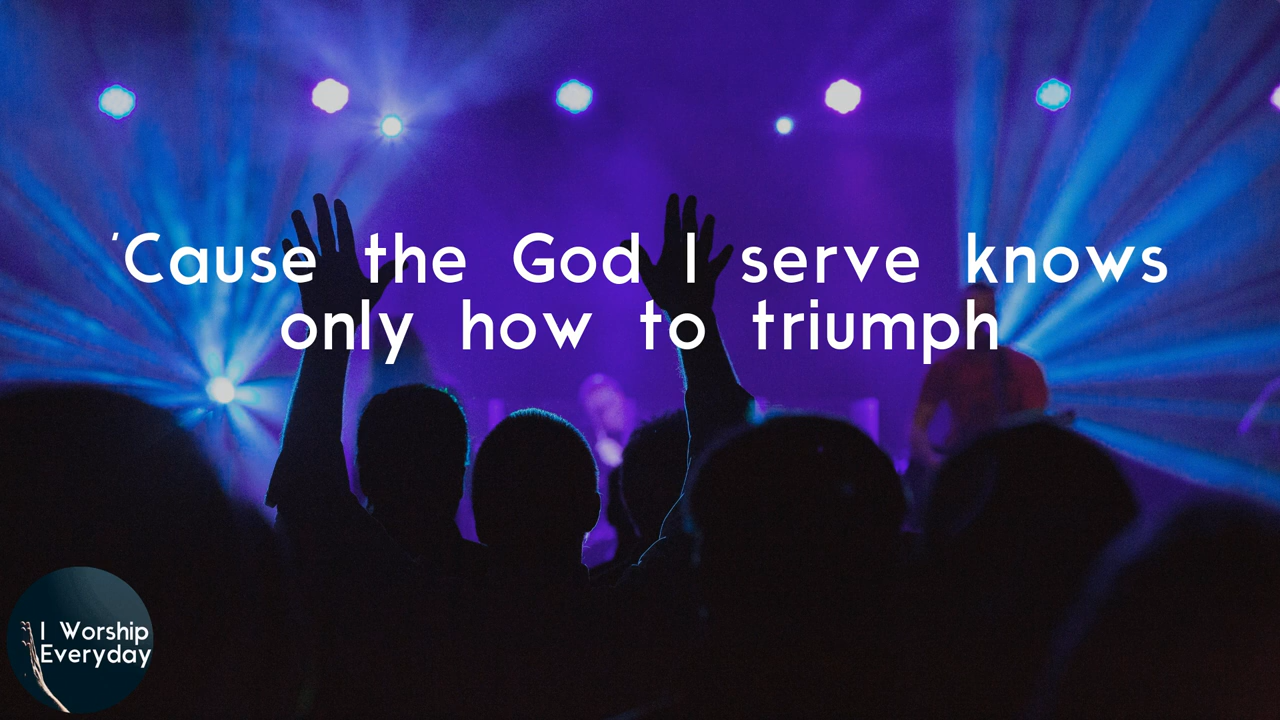 ‘Cause the God I serve knows
only how to triumph
I Worship
Everyday